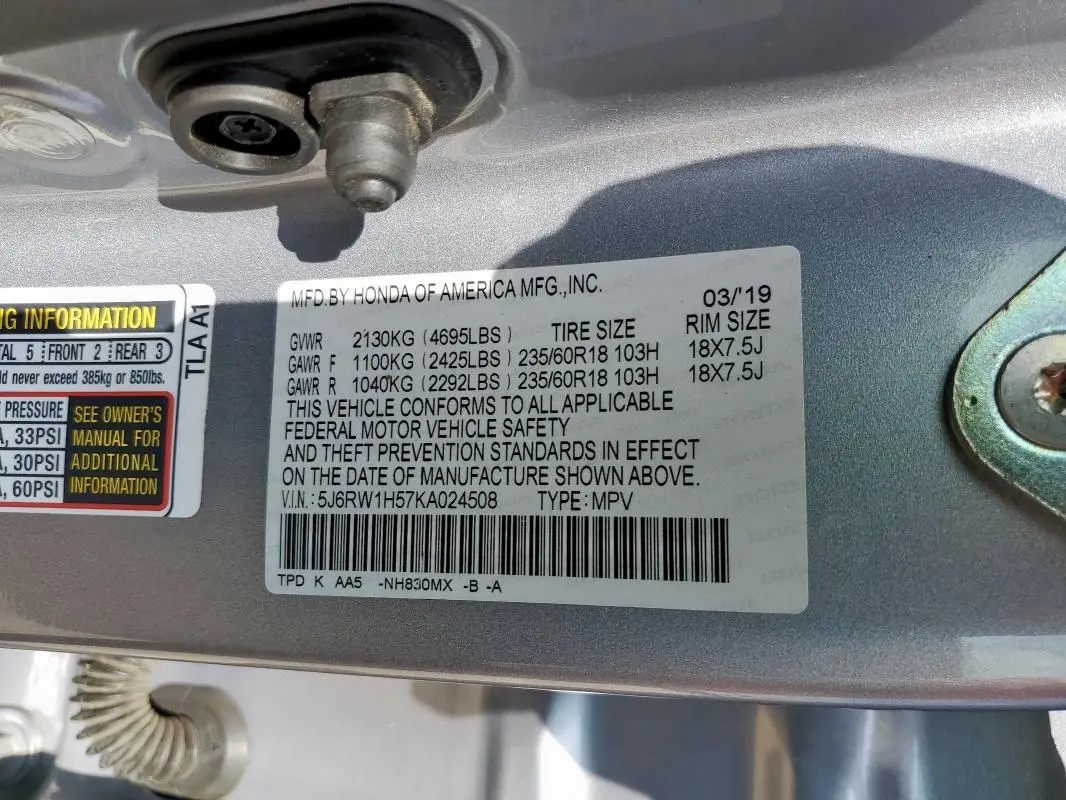 G INFORMATION
TAL 5 FRONT 2 REAR 3
ld never exceed 385kg or 850lbs.
PRESSURE
A, 33PSI
A, 30PSI
A, 60PSI
SEE OWNER'S
MANUAL FOR
ADDITIONAL
INFORMATION
TLA A1
MFD.BY HONDA OF AMERICA MFG.,INC.
03/'19
GVWR 2130KG (4695LBS) TIRE SIZE RIM SIZE
GAWR F 1100KG (2425LBS) 235/60R18 103H 18X7.5J
GAWR R 1040KG (2292LBS) 235/60R18 103H 18X7.5J
THIS VEHICLE CONFORMS TO ALL APPLICABLE
FEDERAL MOTOR VEHICLE SAFETY
AND THEFT PREVENTION STANDARDS IN EFFECT
ON THE DATE OF MANUFACTURE SHOWN ABOVE.
V.I.N.:5J6RW1H57KA024508 TYPE:MPV
TPD K AA5 -NH830MX -B -A